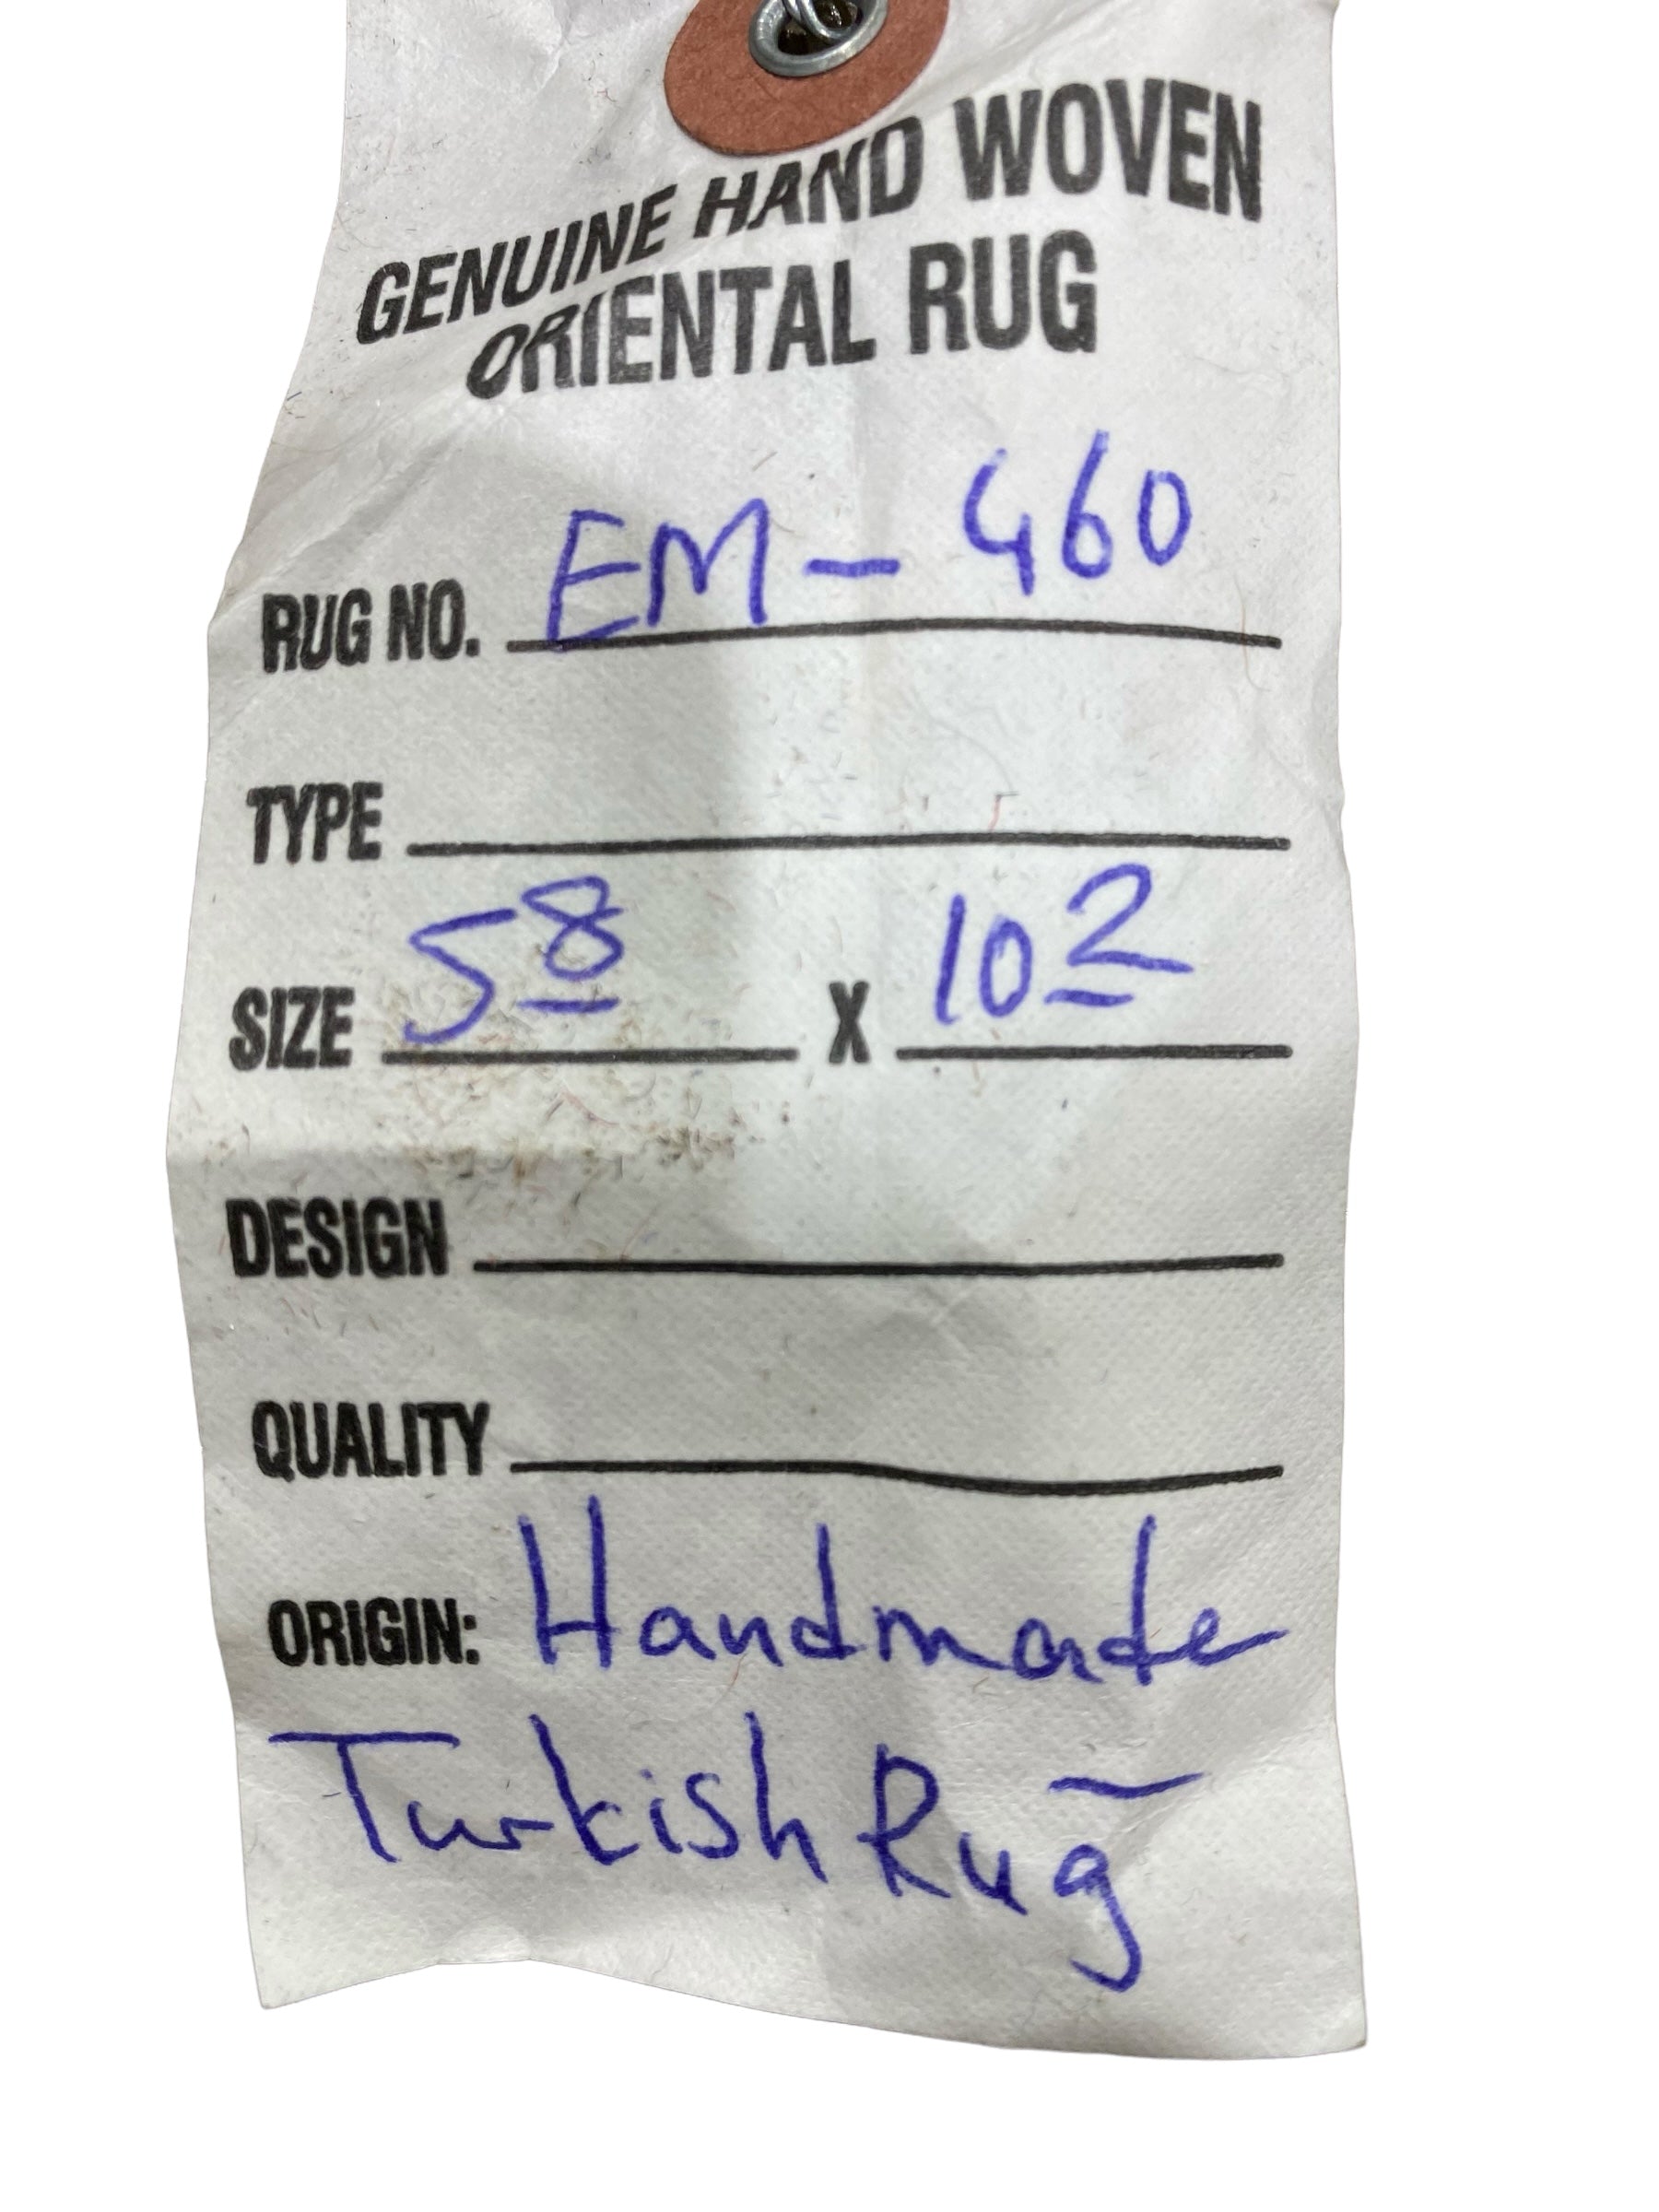 GENUINE HAND WOVEN
ORIENTAL RUG
RUG NO. EM - 460
TYPE
SIZE 5 8 X 10 2
DESIGN
QUALITY
ORIGIN: Handmade
Turkish Rug